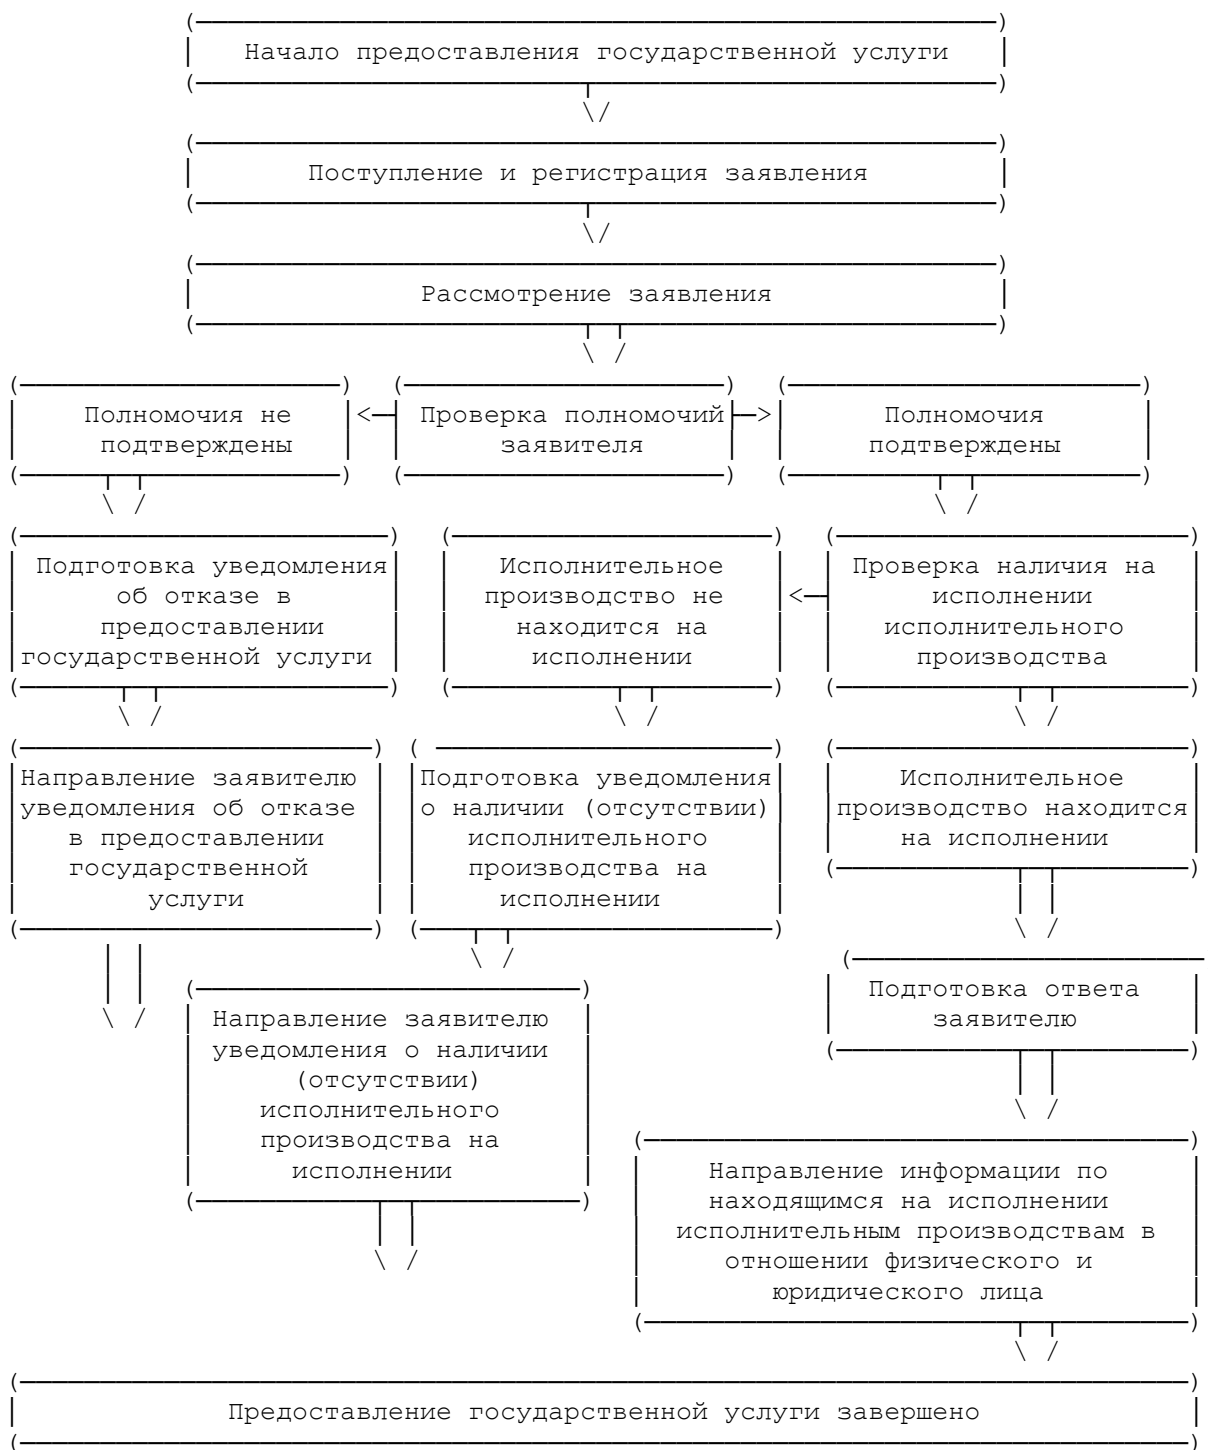 Начало предоставления государственной услуги
Поступление и регистрация заявления
Рассмотрение заявления
Полномочия не
подтверждены
Проверка полномочий
заявителя
Полномочия
подтверждены
Подготовка уведомления
об отказе в
предоставлении
государственной услуги
Исполнительное
производство не
находится на
исполнении
Проверка наличия на
исполнении
исполнительного
производства
Направление заявителю
уведомления об отказе
в предоставлении
государственной
услуги
Подготовка уведомления
о наличии (отсутствии)
исполнительного
производства на
исполнении
Исполнительное
производство находится
на исполнении
Направление заявителю
уведомления о наличии
(отсутствии)
исполнительного
производства на
исполнении
Подготовка ответа
заявителю
Направление информации по
находящимся на исполнении
исполнительным производствам в
отношении физического и
юридического лица
Предоставление государственной услуги завершено